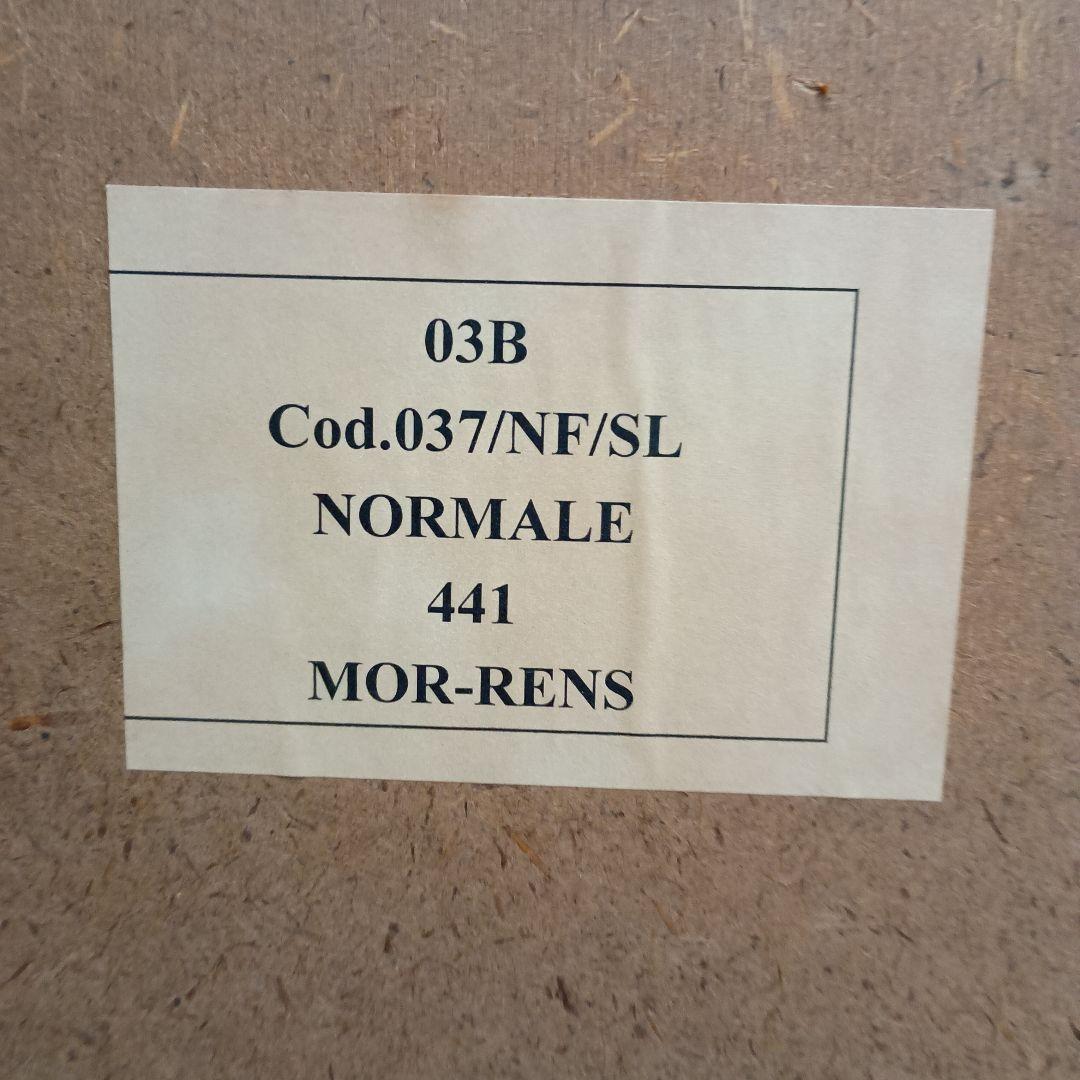 03B
Cod.037/NF/SL
NORMALE
441
MOR-RENS